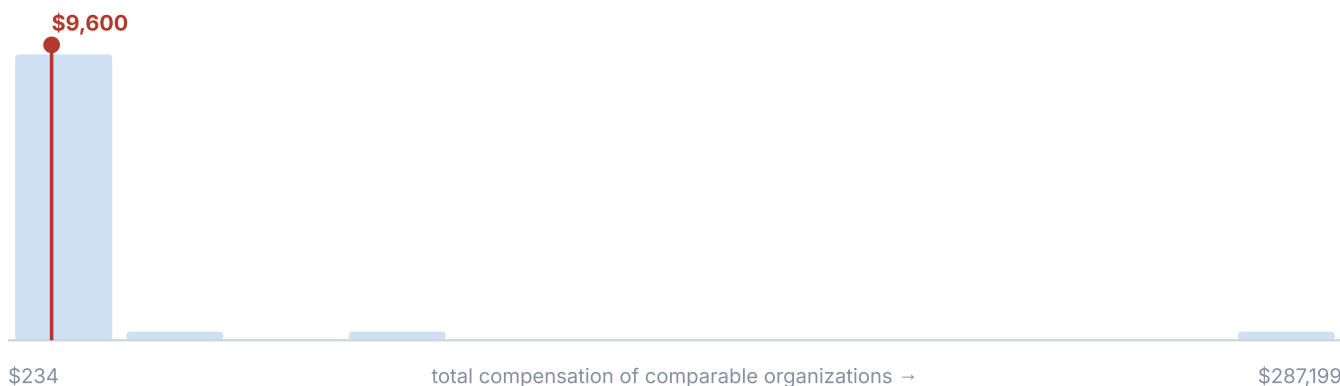 $9,600
$234 total compensation of comparable organizations → $287,199